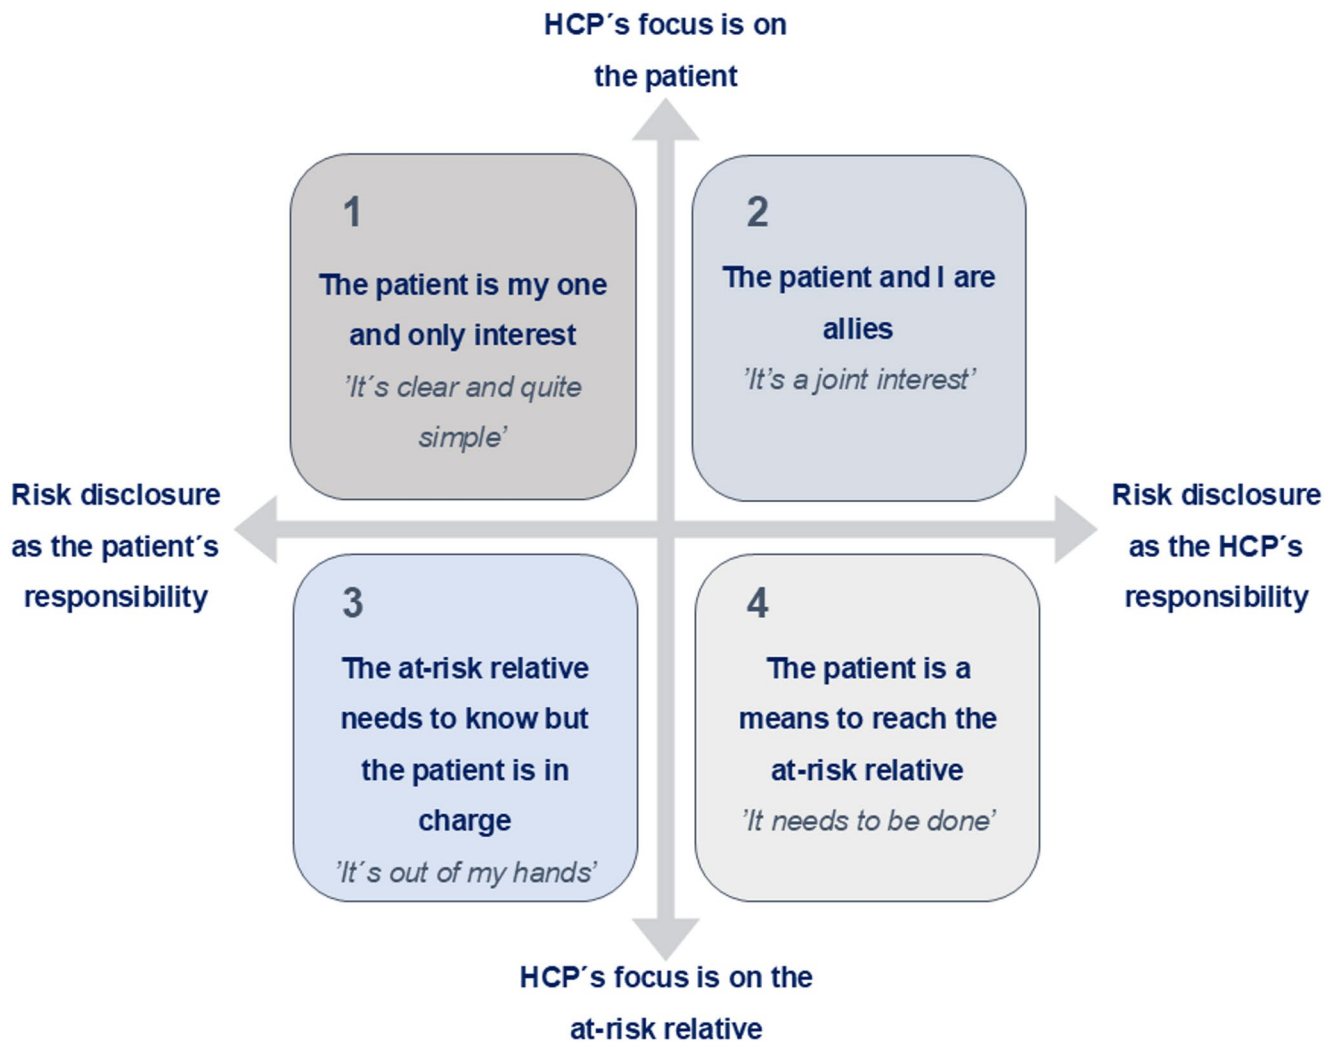 HCP´s focus is on
the patient
1
The patient is my one
and only interest
’It´s clear and quite
simple’
2
The patient and I are
allies
’It’s a joint interest’
Risk disclosure
as the patient´s
responsibility
Risk disclosure
as the HCP´s
responsibility
3
The at-risk relative
needs to know but
the patient is in
charge
’It´s out of my hands’
4
The patient is a
means to reach the
at-risk relative
’It needs to be done’
HCP´s focus is on the
at-risk relative